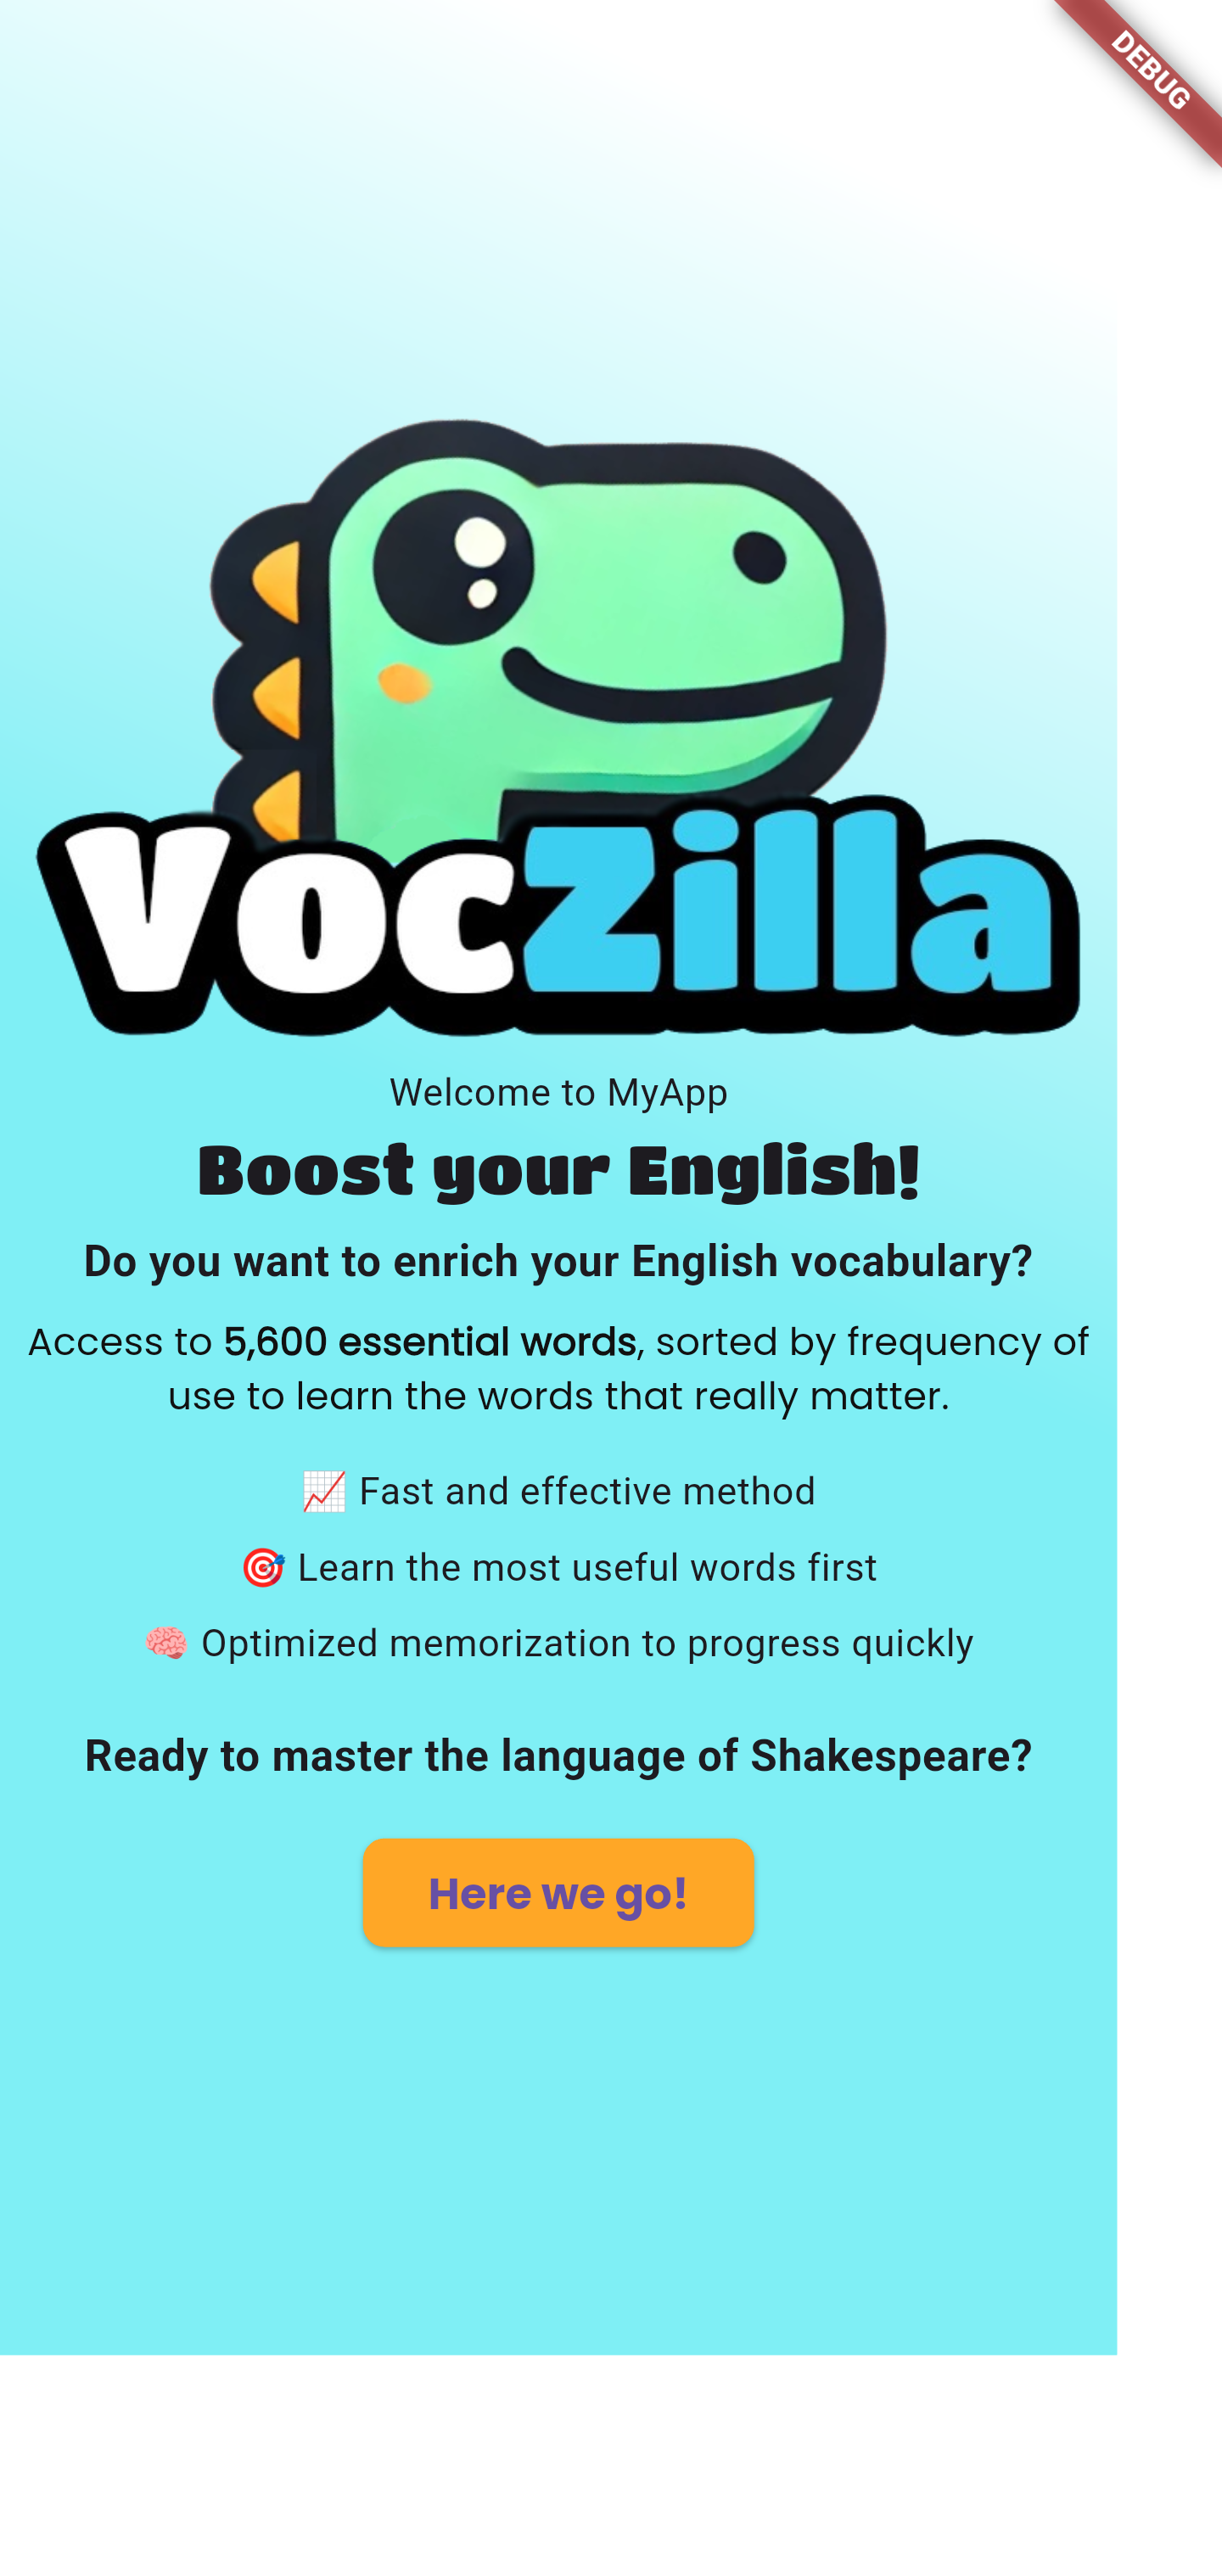 DEBUG
VocZilla
Welcome to MyApp
Boost your English!
Do you want to enrich your English vocabulary?
Access to 5,600 essential words, sorted by frequency of
use to learn the words that really matter.
📈 Fast and effective method
🎯 Learn the most useful words first
🧠 Optimized memorization to progress quickly
Ready to master the language of Shakespeare?
Here we go!